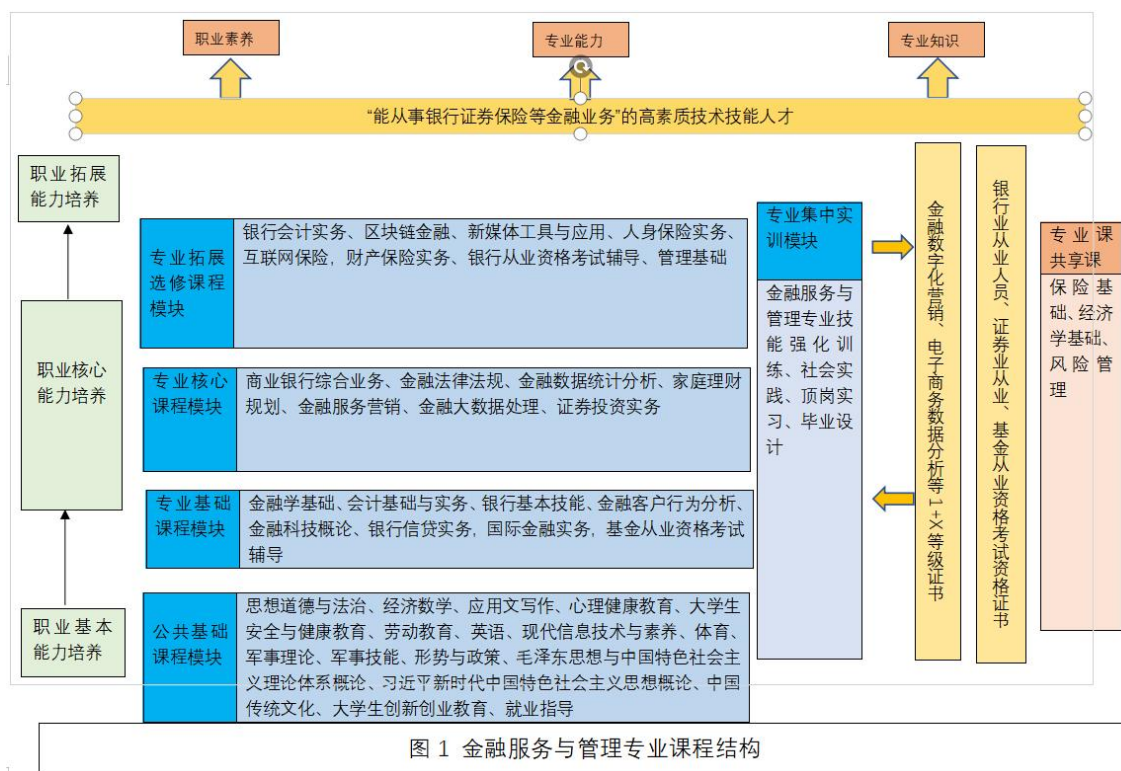 职业素养
专业能力
专业知识
“能从事银行证券保险等金融业务”的高素质技术技能人才
职业拓展
能力培养
职业核心
能力培养
职业基本
能力培养
专业拓展
选修课程
模块
银行会计实务、区块链金融、新媒体工具与应用、人身保险实务、
互联网保险，财产保险实务、银行从业资格考试辅导、管理基础
专业核心
课程模块
商业银行综合业务、金融法律法规、金融数据统计分析、家庭理财
规划、金融服务营销、金融大数据处理、证券投资实务
专业基础
课程模块
金融学基础、会计基础与实务、银行基本技能、金融客户行为分析、
金融科技概论、银行信贷实务，国际金融实务，基金从业资格考试
辅导
公共基础
课程模块
思想道德与法治、经济数学、应用文写作、心理健康教育、大学生
安全与健康教育、劳动教育、英语、现代信息技术与素养、体育、
军事理论、军事技能、形势与政策、毛泽东思想与中国特色社会主
义理论体系概论、习近平新时代中国特色社会主义思想概论、中国
传统文化、大学生创新创业教育、就业指导
专业集中实
训模块
金融服务与
管理专业技
能强化训
练、社会实
践、顶岗实
习、毕业设
计
金融数字化营销、电子商务数据分析等1+X等级证书
银行业从业人员、证券业从业、基金从业资格考试资格证书
专业课
共享课
保险基
础、经济
学基础、
风险管
理
图 1 金融服务与管理专业课程结构